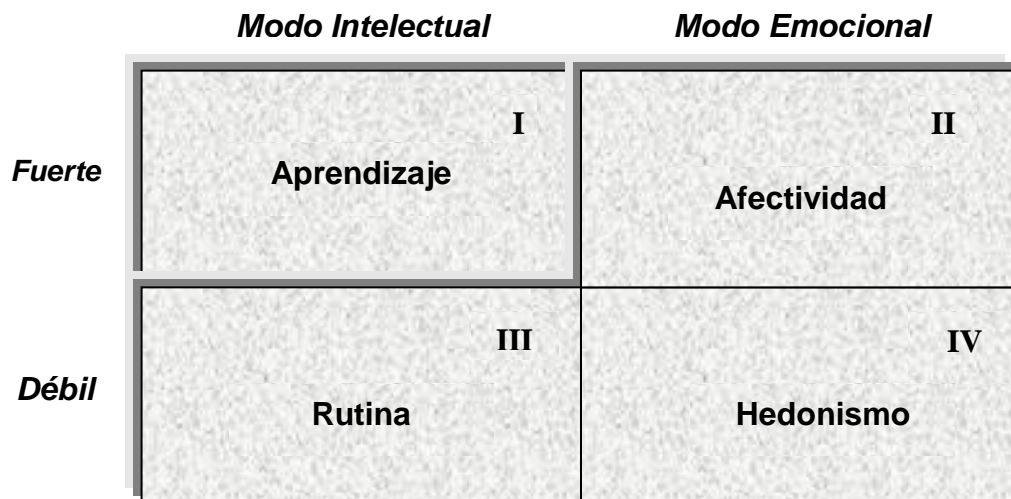 Modo Intelectual
Modo Emocional
Fuerte
I
Aprendizaje
II
Afectividad
Débil
III
Rutina
IV
Hedonismo